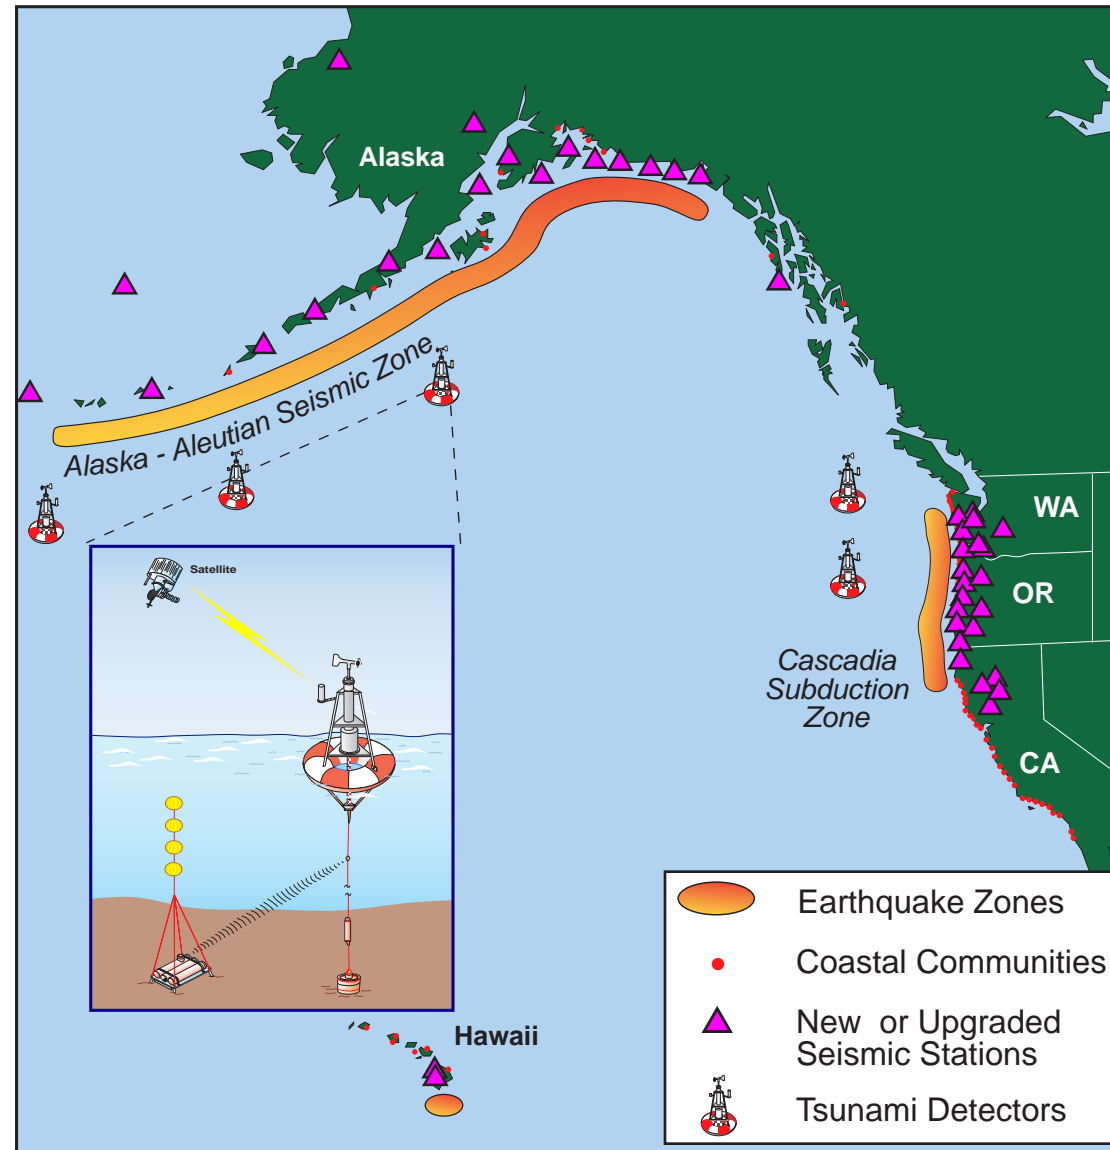 Alaska
Alaska - Aleutian Seismic Zone
WA
OR
Cascadia
Subduction
Zone
CA
Satellite
Hawaii
Earthquake Zones
Coastal Communities
New or Upgraded
Seismic Stations
Tsunami Detectors